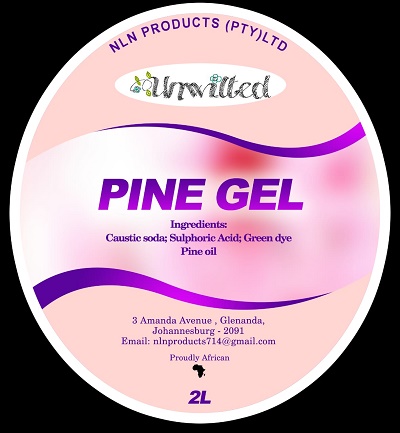 NLN PRODUCTS (PTY)LTD
Unwilted
PINE GEL
Ingredients:
Caustic soda; Sulphoric Acid; Green dye
Pine oil
3 Amanda Avenue , Glenanda,
Johannesburg - 2091
Email: nlnproducts714@gmail.com
Proudly African
2L